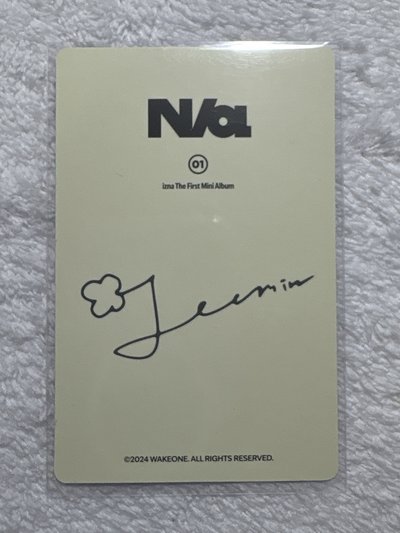 N/a
01
izna The First Mini Album
Jeemin
©2024 WAKEONE. ALL RIGHTS RESERVED.